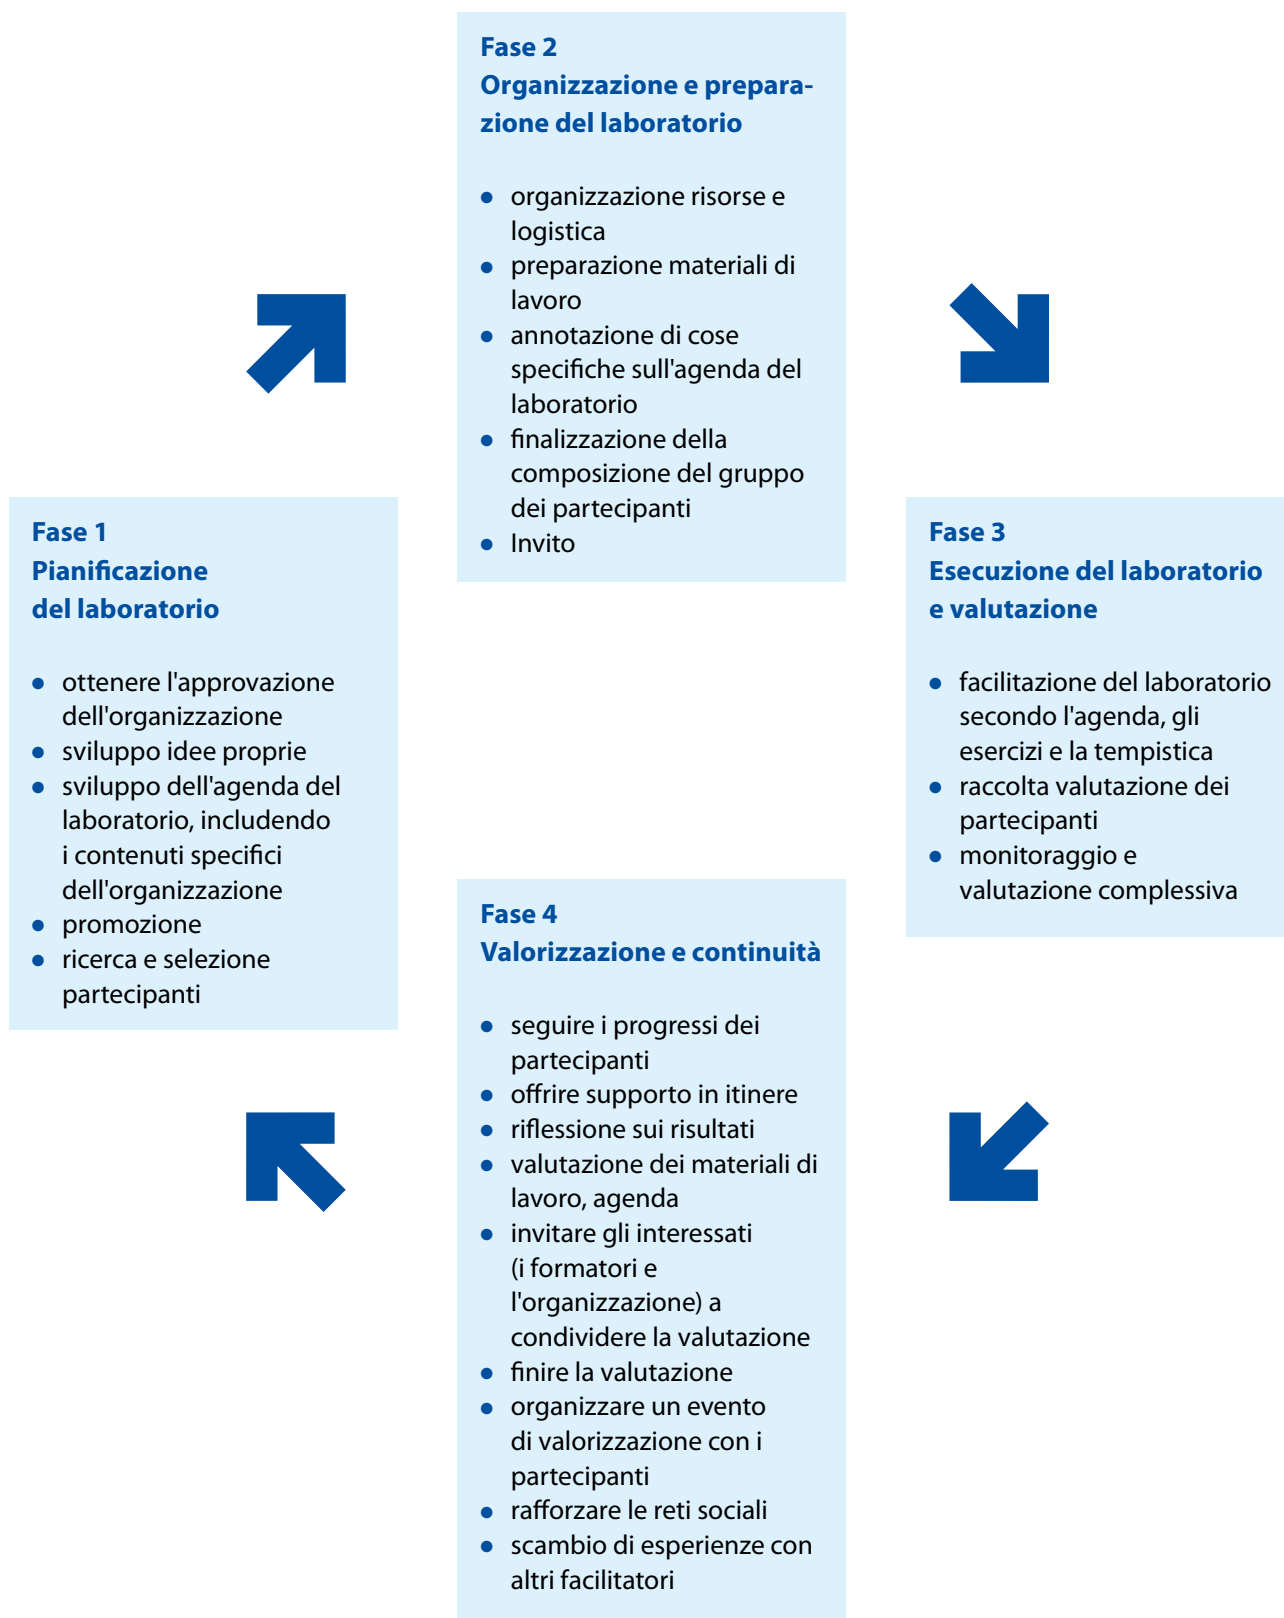 Fase 2
Organizzazione e prepara-
zione del laboratorio
● organizzazione risorse e
logistica
● preparazione materiali di
lavoro
● annotazione di cose
specifiche sull'agenda del
laboratorio
● finalizzazione della
composizione del gruppo
dei partecipanti
● Invito
Fase 1
Pianificazione
del laboratorio
● ottenere l'approvazione
dell'organizzazione
● sviluppo idee proprie
● sviluppo dell'agenda del
laboratorio, includendo
i contenuti specifici
dell'organizzazione
● promozione
● ricerca e selezione
partecipanti
Fase 3
Esecuzione del laboratorio
e valutazione
● facilitazione del laboratorio
secondo l'agenda, gli
esercizi e la tempistica
● raccolta valutazione dei
partecipanti
● monitoraggio e
valutazione complessiva
Fase 4
Valorizzazione e continuità
● seguire i progressi dei
partecipanti
● offrire supporto in itinere
● riflessione sui risultati
● valutazione dei materiali di
lavoro, agenda
● invitare gli interessati
(i formatori e
l'organizzazione) a
condividere la valutazione
● finire la valutazione
● organizzare un evento
di valorizzazione con i
partecipanti
● rafforzare le reti sociali
● scambio di esperienze con
altri facilitatori